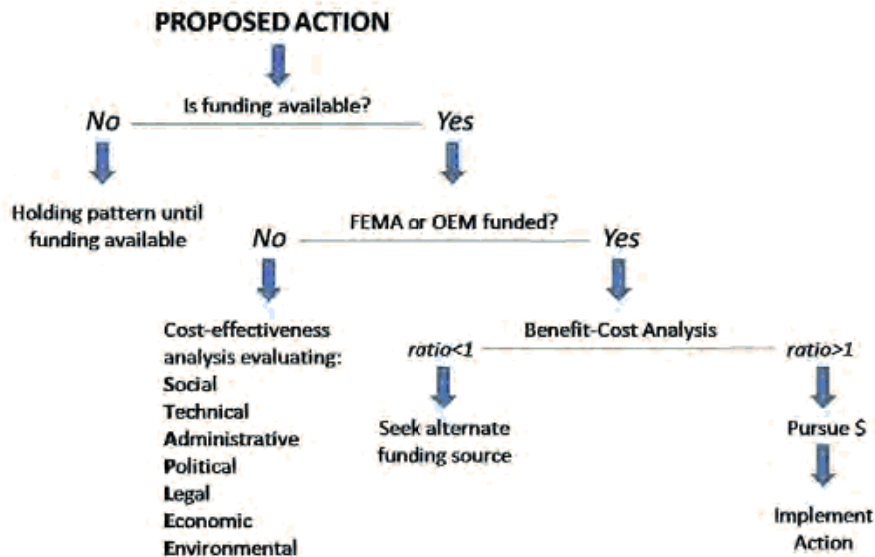 PROPOSED ACTION
Is funding available?
No
Yes
Holding pattern until
funding available
FEMA or OEM funded?
No
Yes
Cost-effectiveness
analysis evaluating:
Social
Technical
Administrative
Political
Legal
Economic
Environmental
Benefit-Cost Analysis
ratio<1
ratio>1
Seek alternate
funding source
Pursue $
Implement
Action